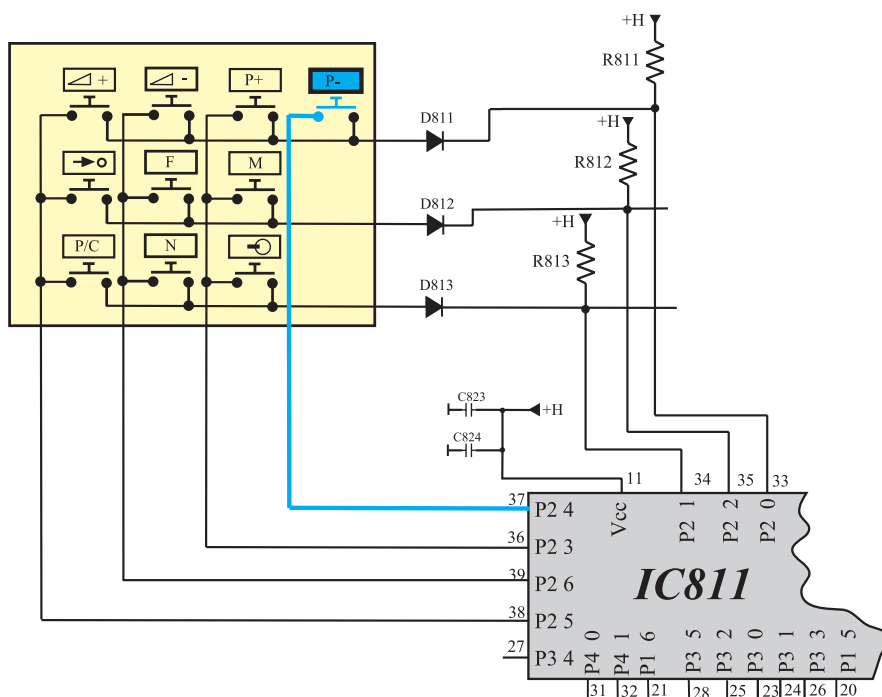 +H
R811
+
-
P+
P-
D811
+H
R812
F
M
D812
+H
R813
P/C
N
D813
C823
+H
C824
11
34
35
33
37
P2 4
Vcc
P2 1
P2 2
P2 0
36
P2 3
39
P2 6
IC811
38
P2 5
27
P3 4
P4 0
P4 1
P1 6
P3 5
P3 2
P3 0
P3 1
P3 3
P1 5
31
32
21
28
25
23
24
26
20